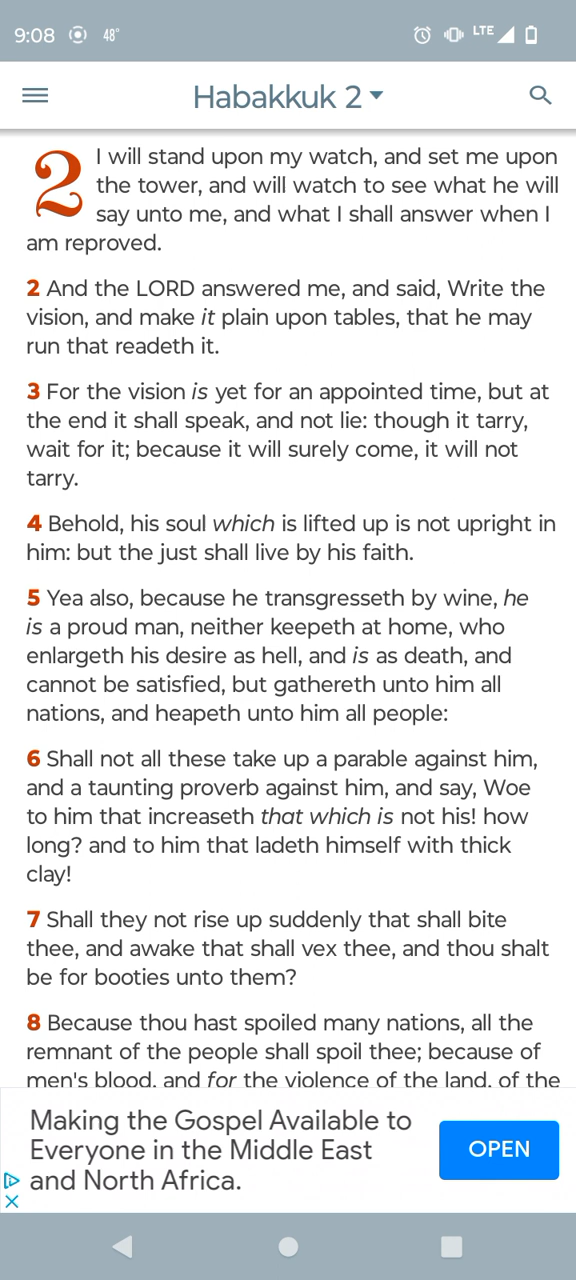 9:08 48° LTE
Habakkuk 2
2 I will stand upon my watch, and set me upon
the tower, and will watch to see what he will
say unto me, and what I shall answer when I
am reproved.
2 And the LORD answered me, and said, Write the
vision, and make it plain upon tables, that he may
run that readeth it.
3 For the vision is yet for an appointed time, but at
the end it shall speak, and not lie: though it tarry,
wait for it; because it will surely come, it will not
tarry.
4 Behold, his soul which is lifted up is not upright in
him: but the just shall live by his faith.
5 Yea also, because he transgresseth by wine, he
is a proud man, neither keepeth at home, who
enlargeth his desire as hell, and is as death, and
cannot be satisfied, but gathereth unto him all
nations, and heapeth unto him all people:
6 Shall not all these take up a parable against him,
and a taunting proverb against him, and say, Woe
to him that increaseth that which is not his! how
long? and to him that ladeth himself with thick
clay!
7 Shall they not rise up suddenly that shall bite
thee, and awake that shall vex thee, and thou shalt
be for booties unto them?
8 Because thou hast spoiled many nations, all the
remnant of the people shall spoil thee; because of
men's blood, and for the violence of the land, of the
Making the Gospel Available to
Everyone in the Middle East
and North Africa.
OPEN